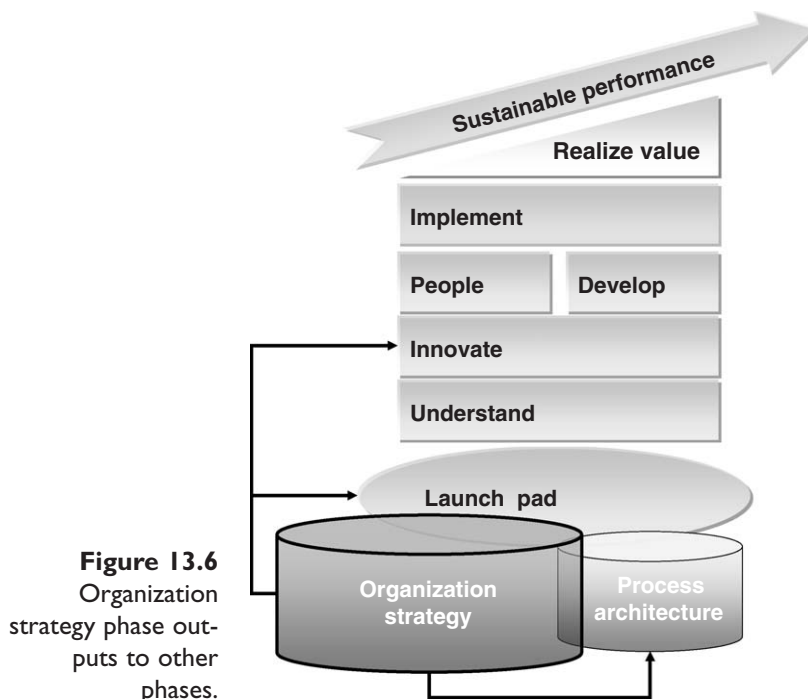 Sustainable performance
Realize value
Implement
People
Develop
Innovate
Understand
Launch pad
Organization
strategy
Process
architecture
Figure 13.6
Organization
strategy phase out-
puts to other
phases.